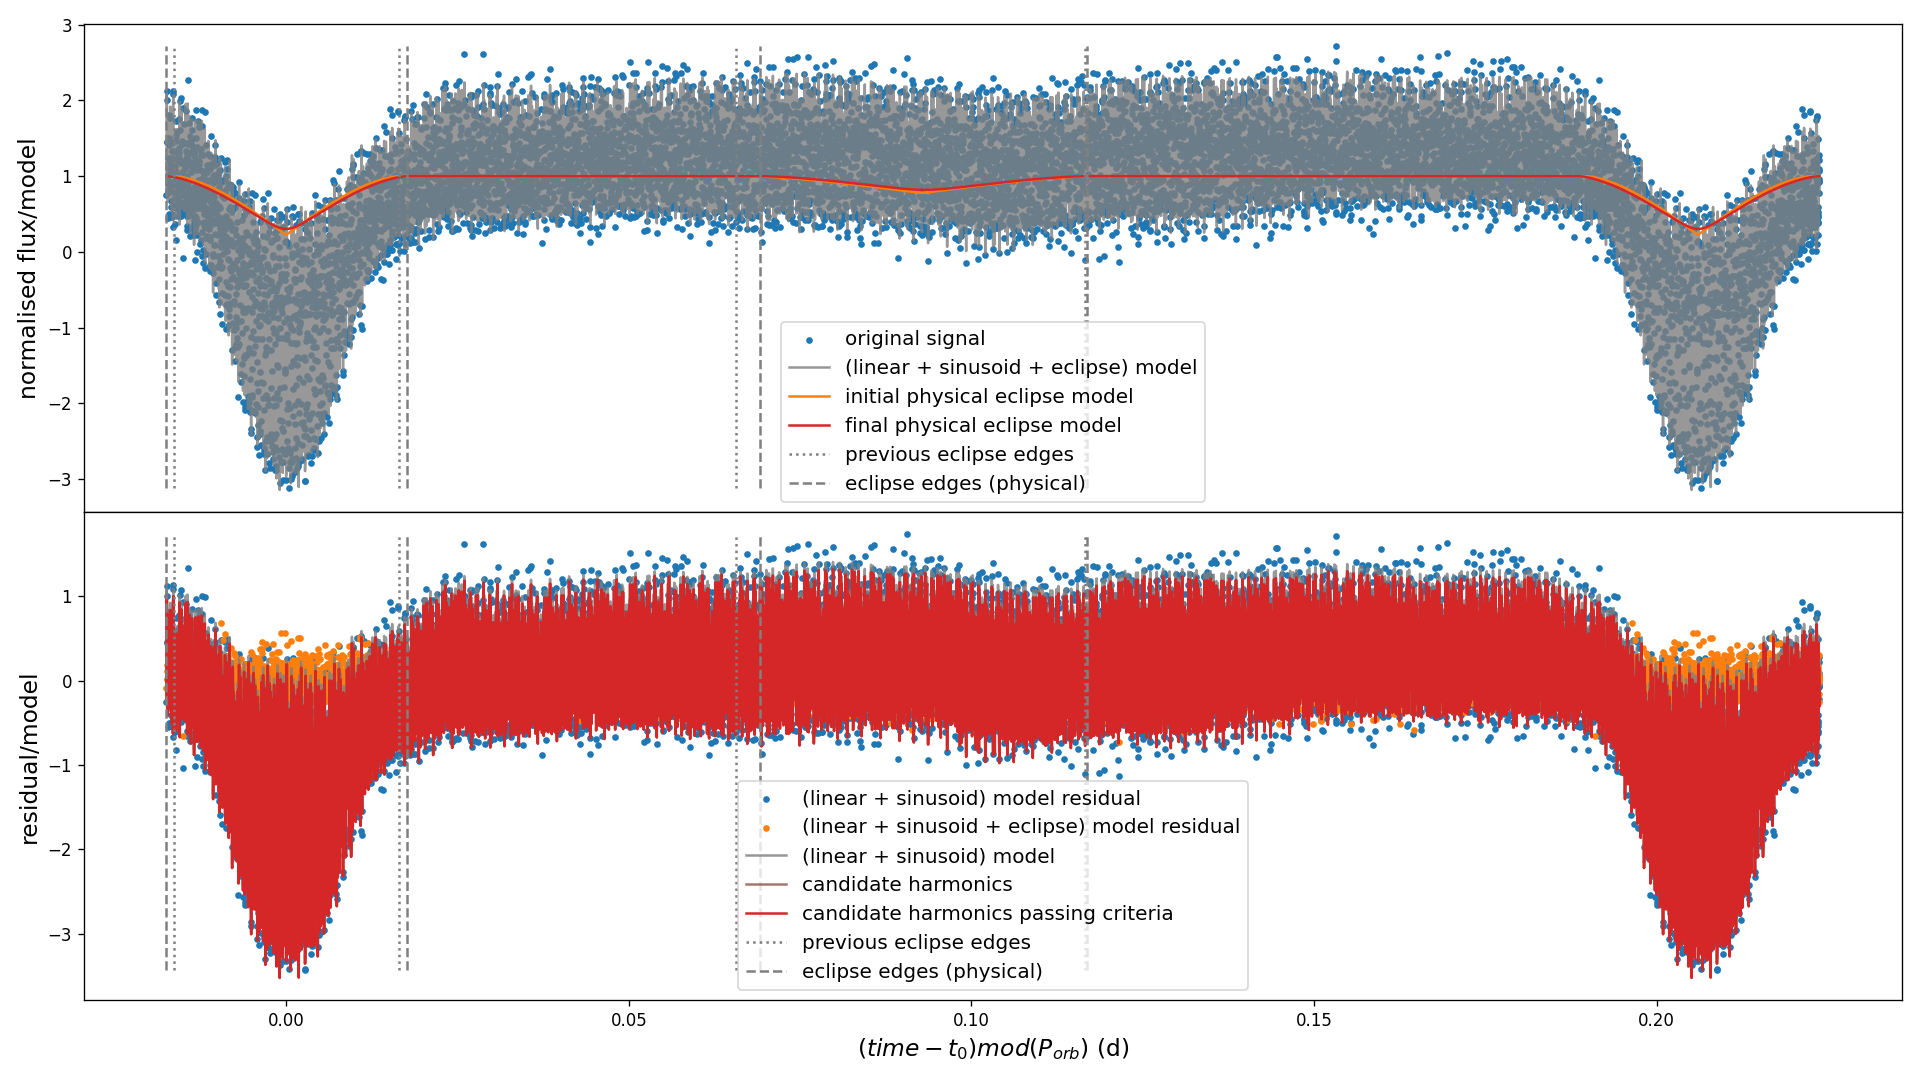 normalised flux/model
3
2
1
0
−1
−2
−3
original signal
(linear + sinusoid + eclipse) model
initial physical eclipse model
final physical eclipse model
previous eclipse edges
eclipse edges (physical)
residual/model
1
0
−1
−2
−3
(linear + sinusoid) model residual
(linear + sinusoid + eclipse) model residual
(linear + sinusoid) model
candidate harmonics
candidate harmonics passing criteria
previous eclipse edges
eclipse edges (physical)
0.00 0.05 0.10 0.15 0.20
(time − t₀)mod(P_orb) (d)